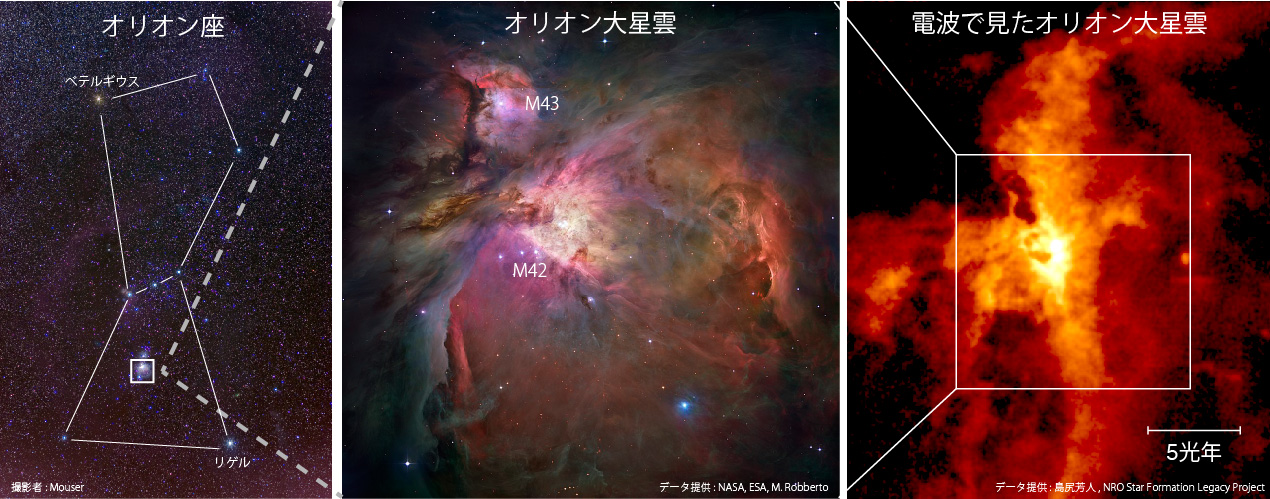 オリオン座
ベテルギウス
リゲル
撮影者 : Mouser
オリオン大星雲
M43
M42
データ提供 : NASA, ESA, M. Robberto
電波で見たオリオン大星雲
5光年
データ提供 : 島尻芳人 , NRO Star Formation Legacy Project